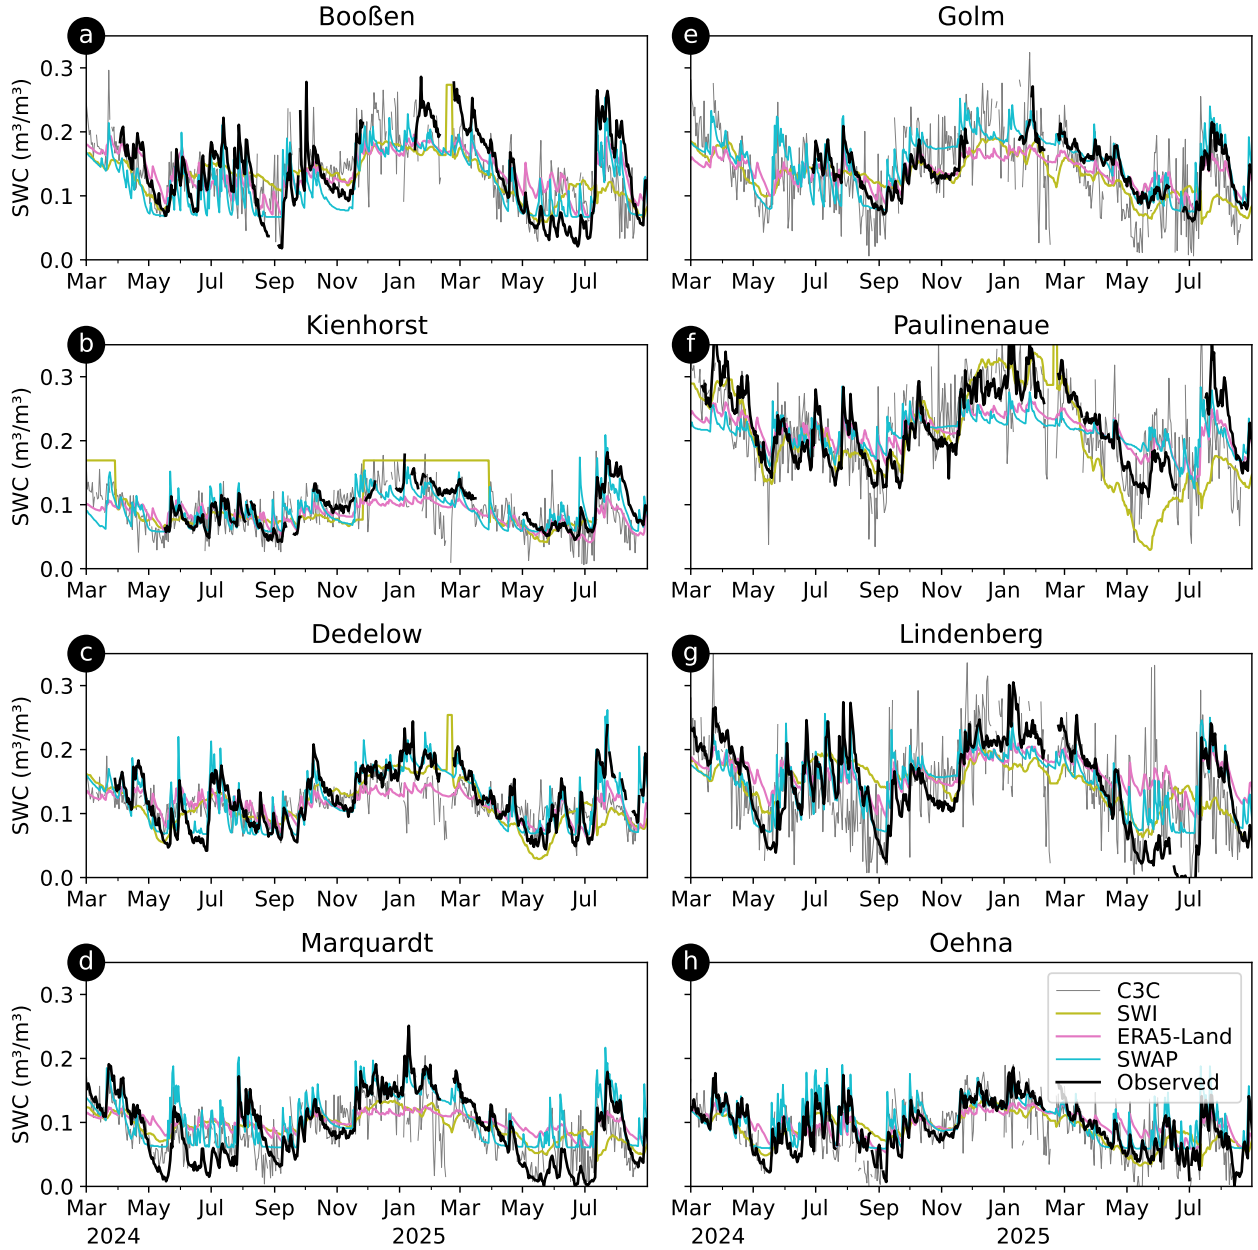 a
Booßen
SWC (m³/m³)
0.3
0.2
0.1
0.0
Mar May Jul Sep Nov Jan Mar May Jul
e
Golm
Mar May Jul Sep Nov Jan Mar May Jul
b
Kienhorst
SWC (m³/m³)
0.3
0.2
0.1
0.0
Mar May Jul Sep Nov Jan Mar May Jul
f
Paulinenaue
Mar May Jul Sep Nov Jan Mar May Jul
c
Dedelow
SWC (m³/m³)
0.3
0.2
0.1
0.0
Mar May Jul Sep Nov Jan Mar May Jul
g
Lindenberg
Mar May Jul Sep Nov Jan Mar May Jul
d
Marquardt
SWC (m³/m³)
0.3
0.2
0.1
0.0
Mar May Jul Sep Nov Jan Mar May Jul
2024 2025
h
Oehna
C3C
SWI
ERA5-Land
SWAP
Observed
Mar May Jul Sep Nov Jan Mar May Jul
2024 2025